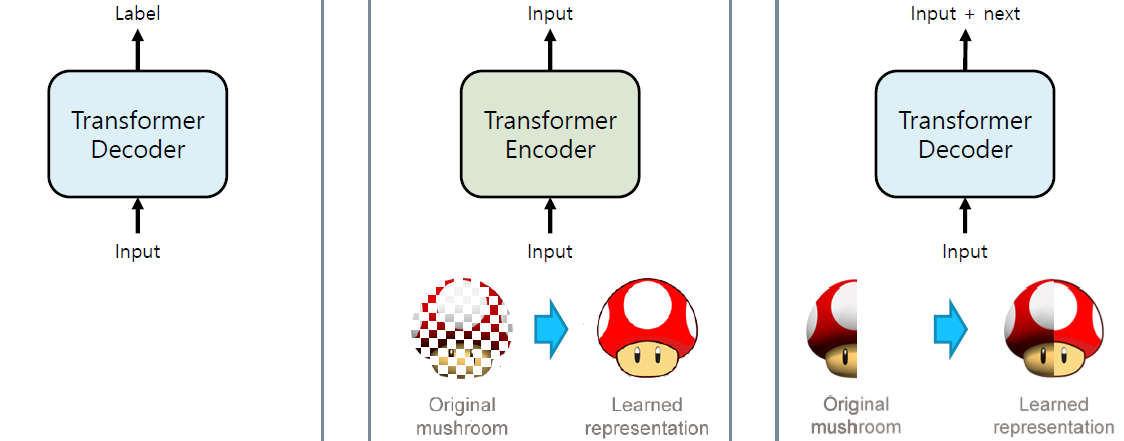 Label
Transformer
Decoder
Input
Input
Transformer
Encoder
Input
Original
mushroom
Learned
representation
Input + next
Transformer
Decoder
Input
Original
mushroom
Learned
representation